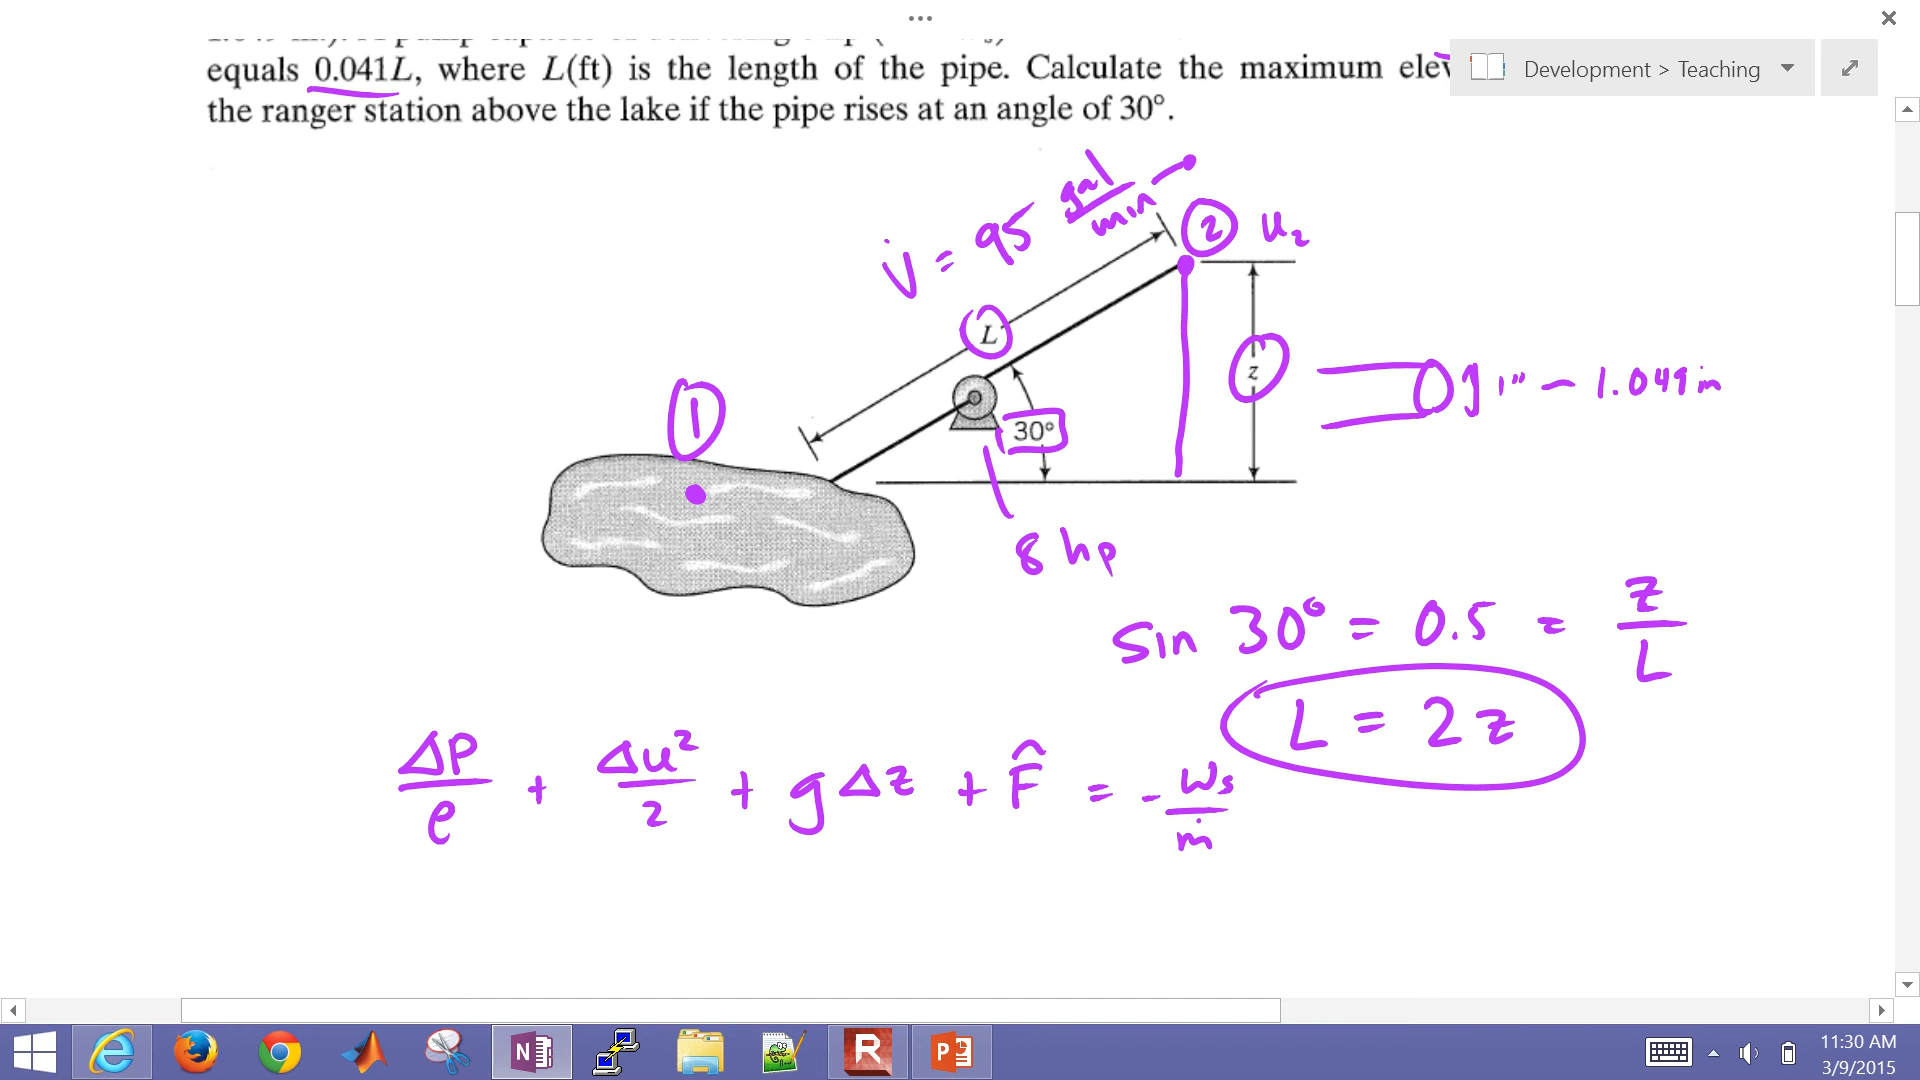 equals 0.041L, where L(ft) is the length of the pipe. Calculate the maximum elev
the ranger station above the lake if the pipe rises at an angle of 30°.
Development > Teaching
V̇ = 95 gal/min
2 u₂
L
z
1" - 1.049 in
1
30°
8 hp
sin 30° = 0.5 = z/L
L = 2z
ΔP/ρ + Δu²/2 + gΔz + F̂ = -Ws/ṁ
N
R
P
11:30 AM
3/9/2015